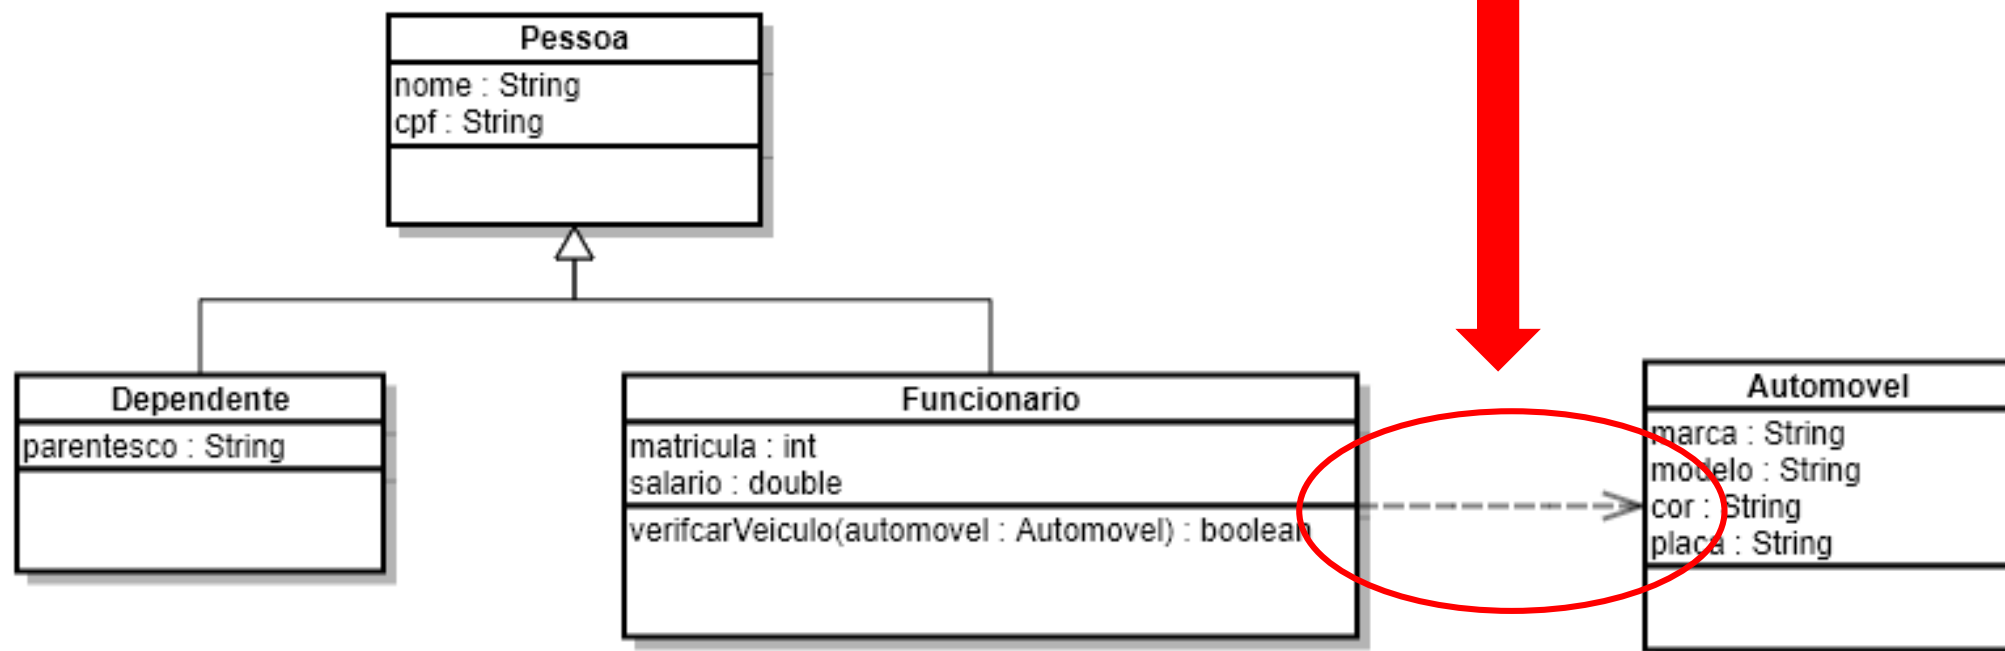 Pessoa
nome : String
cpf : String
Dependente
parentesco : String
Funcionario
matricula : int
salario : double
verifcarVeiculo(automovel : Automovel) : boolean
Automovel
marca : String
modelo : String
cor : String
placa : String